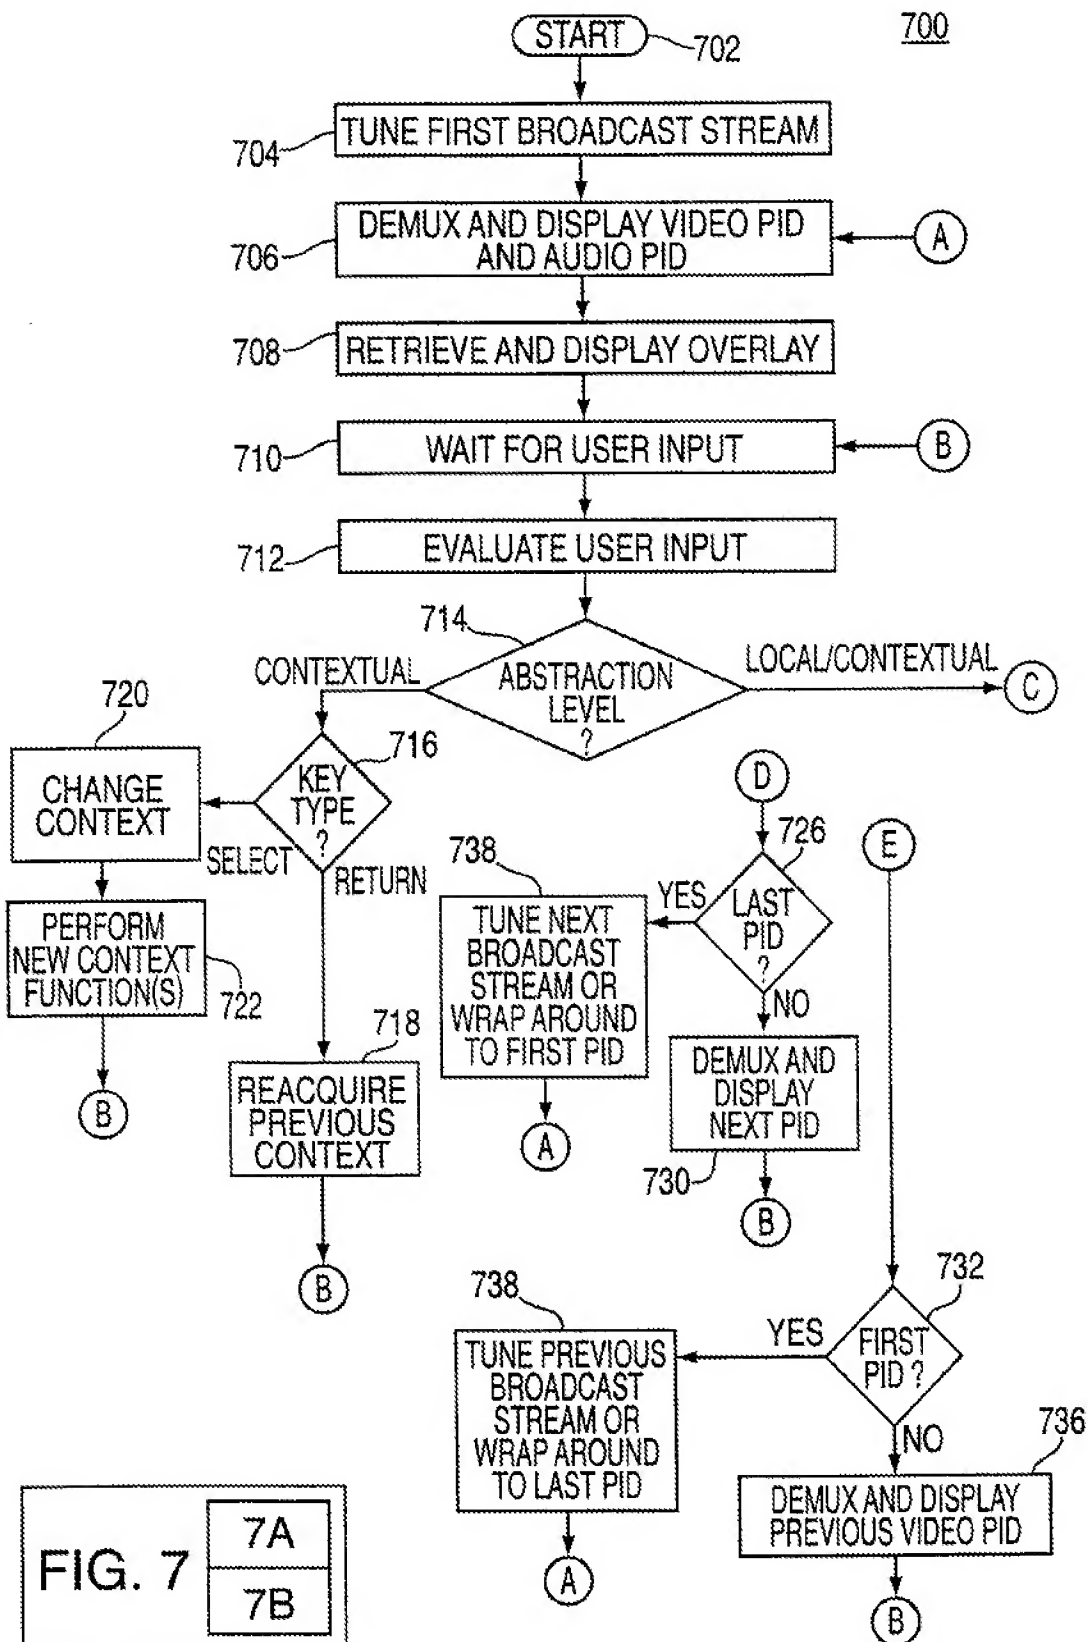 700
START
702
TUNE FIRST BROADCAST STREAM
704
DEMUX AND DISPLAY VIDEO PID
AND AUDIO PID
706
A
RETRIEVE AND DISPLAY OVERLAY
708
WAIT FOR USER INPUT
710
B
EVALUATE USER INPUT
712
714
ABSTRACTION
LEVEL
?
CONTEXTUAL
LOCAL/CONTEXTUAL
C
720
CHANGE
CONTEXT
716
KEY
TYPE
?
SELECT
RETURN
PERFORM
NEW CONTEXT
FUNCTION(S)
722
B
718
REACQUIRE
PREVIOUS
CONTEXT
B
D
726
LAST
PID
?
YES
NO
738
TUNE NEXT
BROADCAST
STREAM OR
WRAP AROUND
TO FIRST PID
A
DEMUX AND
DISPLAY
NEXT PID
730
B
E
732
FIRST
PID ?
YES
NO
738
TUNE PREVIOUS
BROADCAST
STREAM OR
WRAP AROUND
TO LAST PID
A
736
DEMUX AND DISPLAY
PREVIOUS VIDEO PID
B
FIG. 7
7A
7B